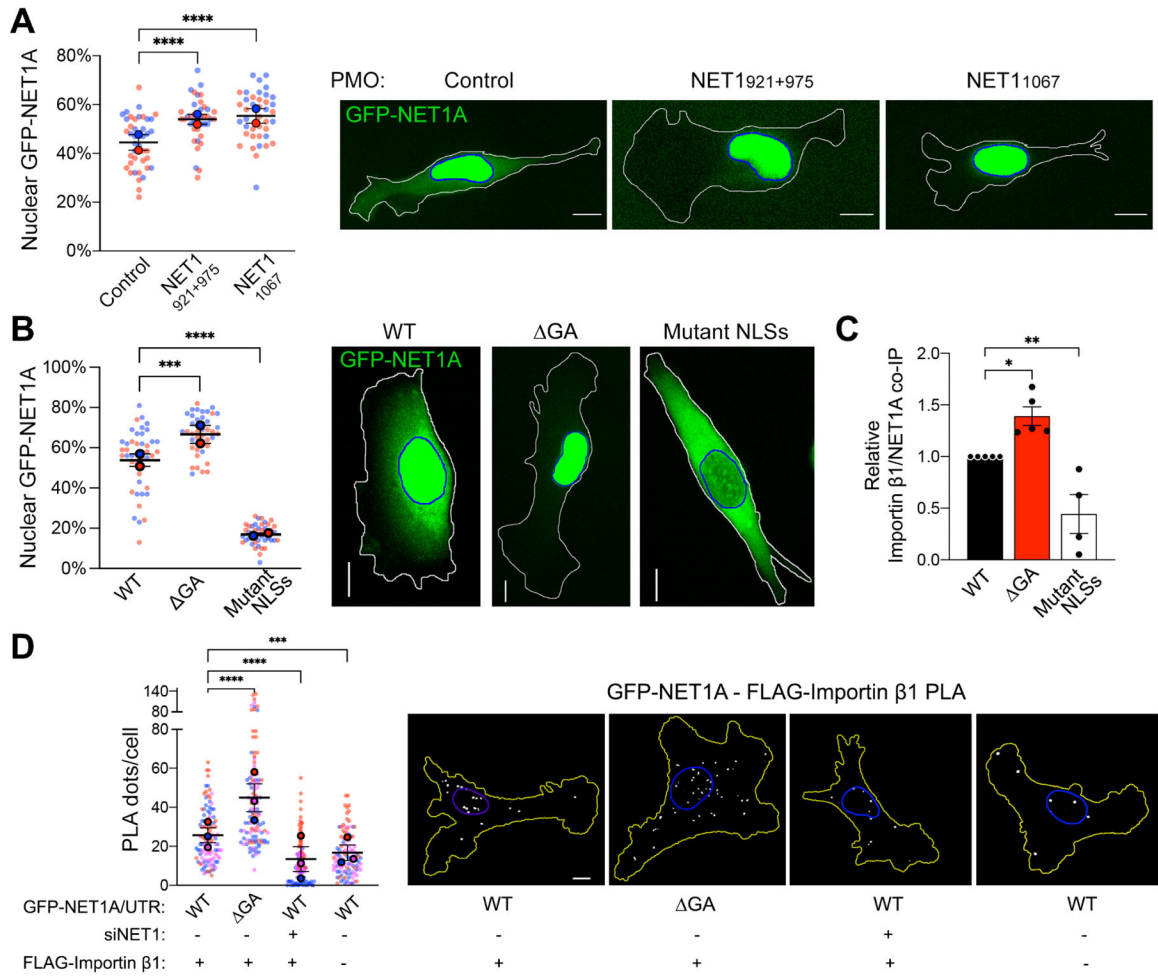 A
****
****
80%
60%
40%
20%
0%
Nuclear GFP-NET1A
Control
NET1 921+975
NET1 1067
PMO:
Control
NET1921+975
NET11067
GFP-NET1A
B
****
***
100%
80%
60%
40%
20%
0%
Nuclear GFP-NET1A
WT
ΔGA
Mutant
NLSs
WT
ΔGA
Mutant NLSs
GFP-NET1A
C
**
*
2.0
1.5
1.0
0.5
0.0
Relative
Importin β1/NET1A co-IP
WT
ΔGA
Mutant
NLSs
D
***
****
****
140
80
80
60
40
20
0
PLA dots/cell
GFP-NET1A - FLAG-Importin β1 PLA
GFP-NET1A/UTR: WT ΔGA WT WT WT ΔGA WT WT
siNET1: - - + - - - + -
FLAG-Importin β1: + + + - + + + -